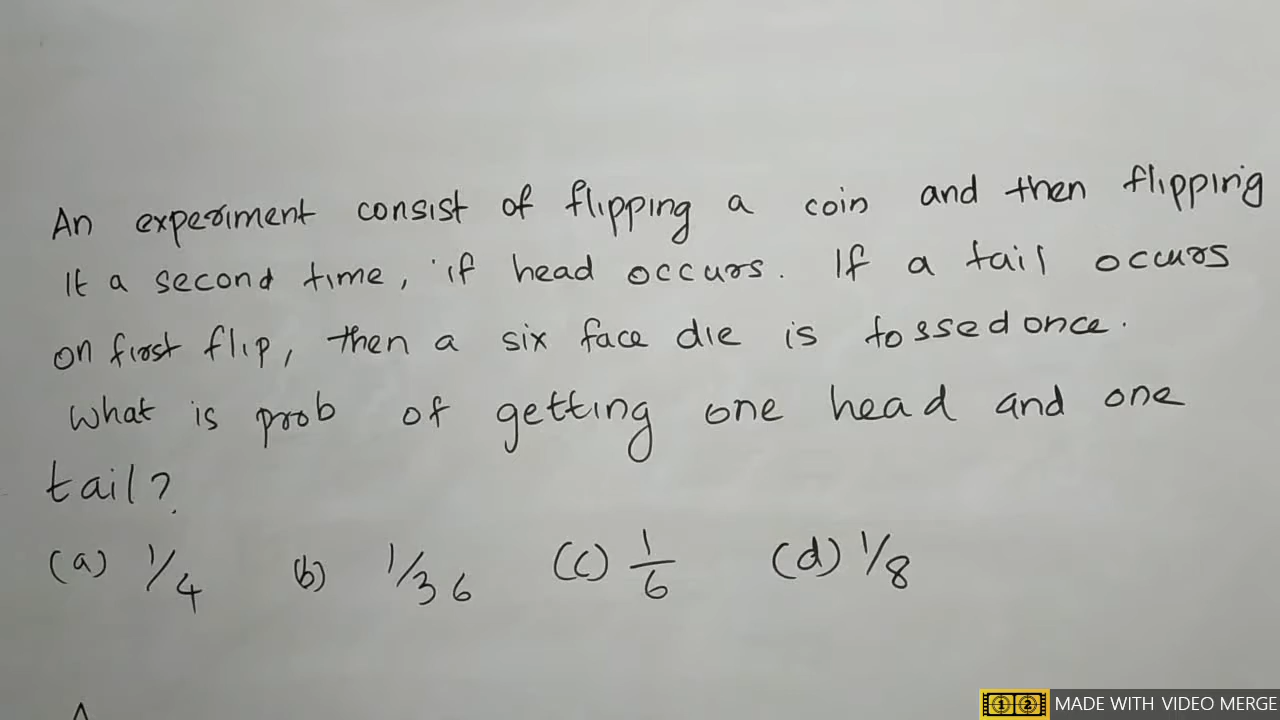 An experiment consist of flipping a coin and then flipping
It a second time, if head occurs. If a tail occurs
on first flip, then a six face die is tossed once.
What is prob of getting one head and one
tail?
(a) 1/4 (b) 1/36 (c) 1/6 (d) 1/8
1 2 MADE WITH VIDEO MERGE